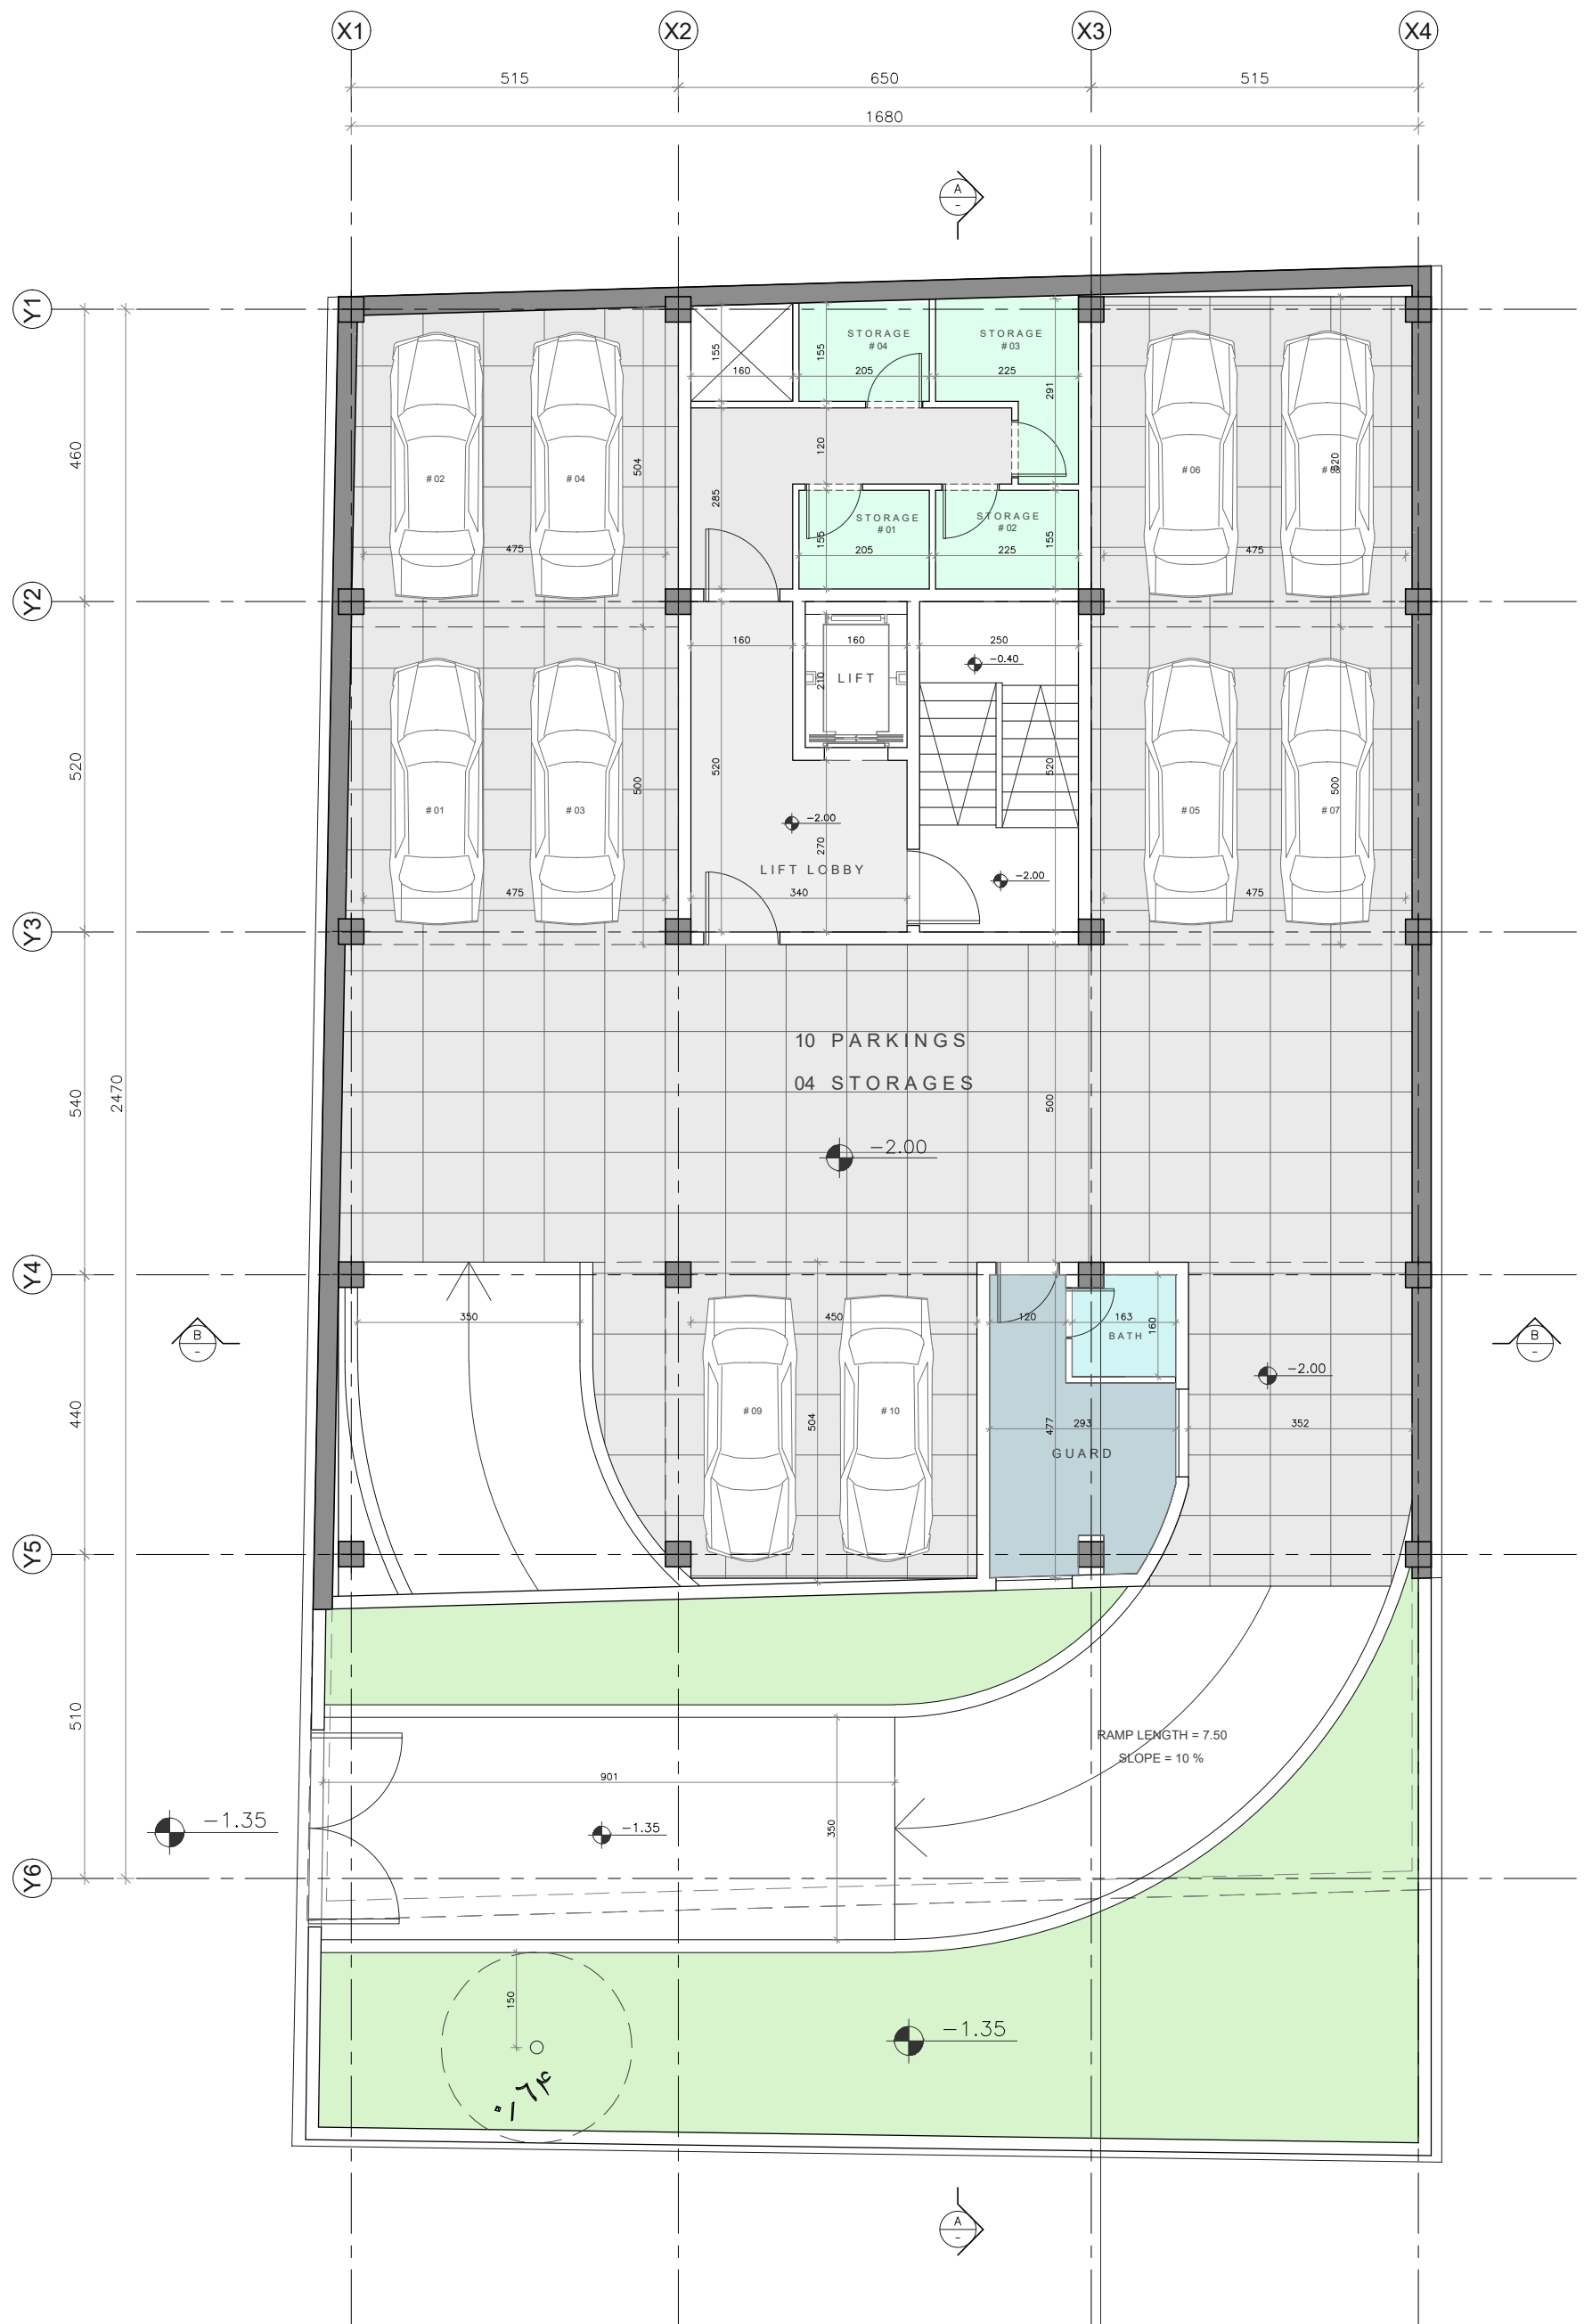 X1 X2 X3 X4
515 650 515
1680
A
-
Y1
STORAGE
# 04
STORAGE
# 03
155 155
160 205 225
291
460
# 02 # 04
504
120
# 06
520
285
STORAGE
# 01
STORAGE
# 02
155 155
475 205 225 475
Y2
160 160 250
-0.40
LIFT
210
520
520 520
500 500
# 01 # 03
# 05 # 07
-2.00
270
LIFT LOBBY
-2.00
475 340 475
Y3
10 PARKINGS
04 STORAGES
540
2470
500
-2.00
Y4
350 450 120 163
160
BATH
B
-
B
-
-2.00
440
# 09 # 10
504
477
293 352
GUARD
Y5
510
RAMP LENGTH = 7.50
SLOPE = 10 %
901
-1.35
-1.35
350
Y6
150
-1.35
A
-